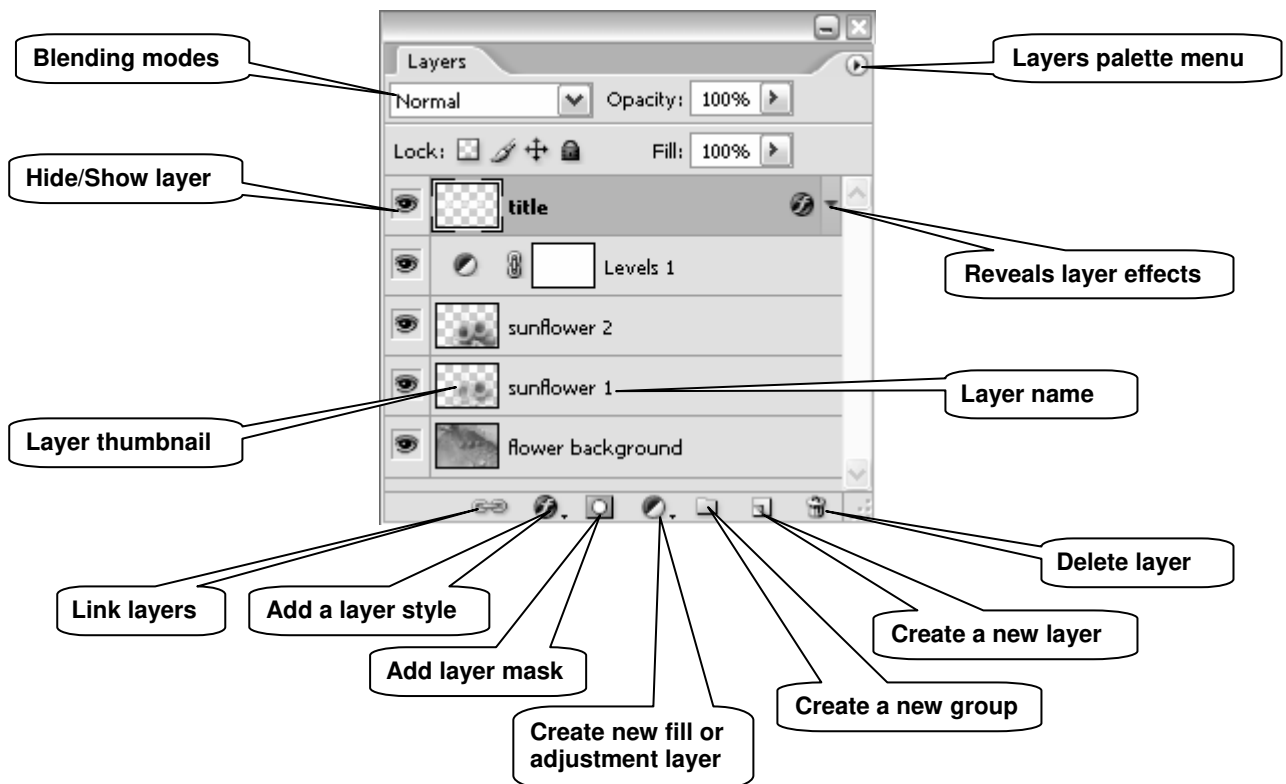 Blending modes
Layers
Layers palette menu
Normal
Opacity: 100%
Lock:
Fill: 100%
Hide/Show layer
title
Levels 1
Reveals layer effects
sunflower 2
sunflower 1
Layer name
Layer thumbnail
flower background
Delete layer
Link layers
Add a layer style
Create a new layer
Add layer mask
Create a new group
Create new fill or
adjustment layer